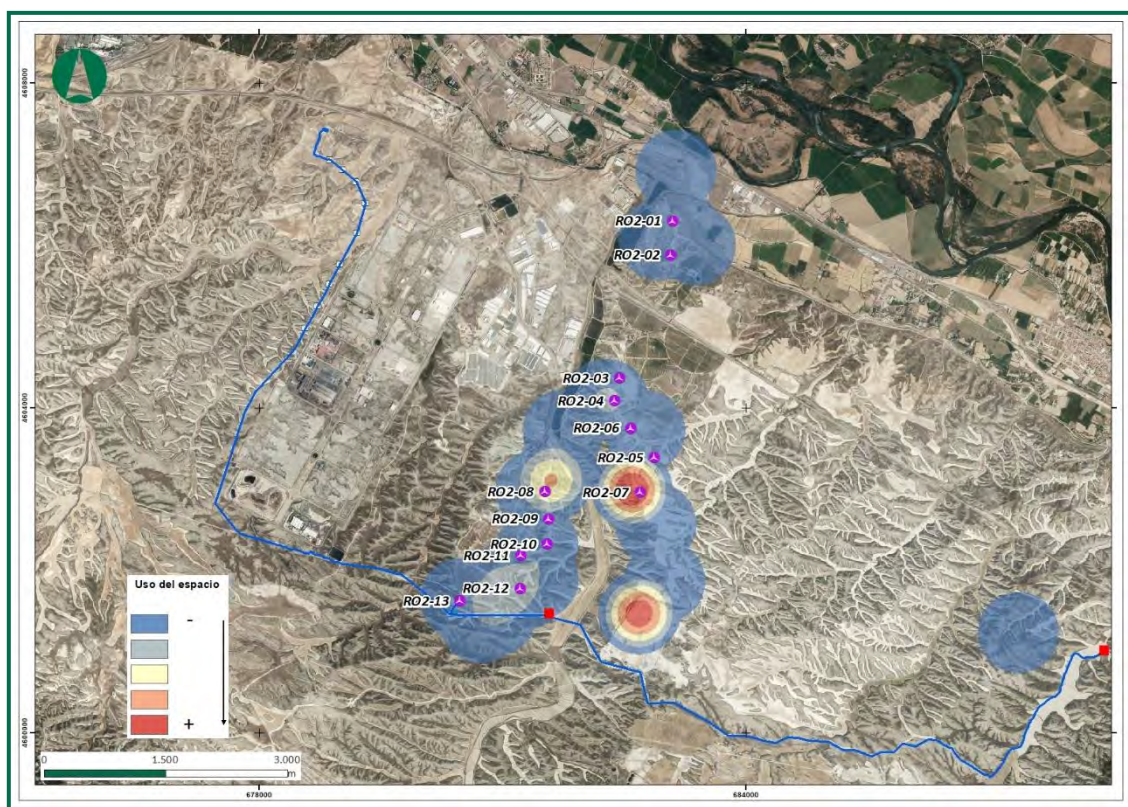 4608000
RO2-01
RO2-02
RO2-03
4604000
RO2-04
RO2-06
RO2-05
RO2-08
RO2-07
RO2-09
RO2-10
RO2-11
RO2-12
RO2-13
Uso del espacio
-
+
4600000
0 1.500 3.000
m
678000 684000